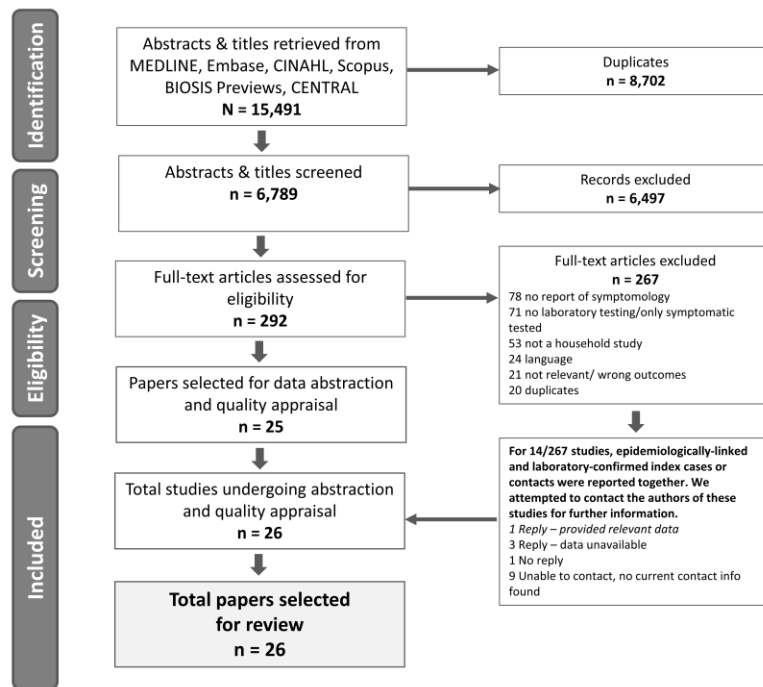 Identification
Abstracts & titles retrieved from
MEDLINE, Embase, CINAHL, Scopus,
BIOSIS Previews, CENTRAL
N = 15,491
Duplicates
n = 8,702
Screening
Abstracts & titles screened
n = 6,789
Records excluded
n = 6,497
Eligibility
Full-text articles assessed for
eligibility
n = 292
Full-text articles excluded
n = 267
78 no report of symptomology
71 no laboratory testing/only symptomatic
tested
53 not a household study
24 language
21 not relevant/ wrong outcomes
20 duplicates
Papers selected for data abstraction
and quality appraisal
n = 25
Included
For 14/267 studies, epidemiologically-linked
and laboratory-confirmed index cases or
contacts were reported together. We
attempted to contact the authors of these
studies for further information.
1 Reply – provided relevant data
3 Reply – data unavailable
1 No reply
9 Unable to contact, no current contact info
found
Total studies undergoing abstraction
and quality appraisal
n = 26
Total papers selected
for review
n = 26